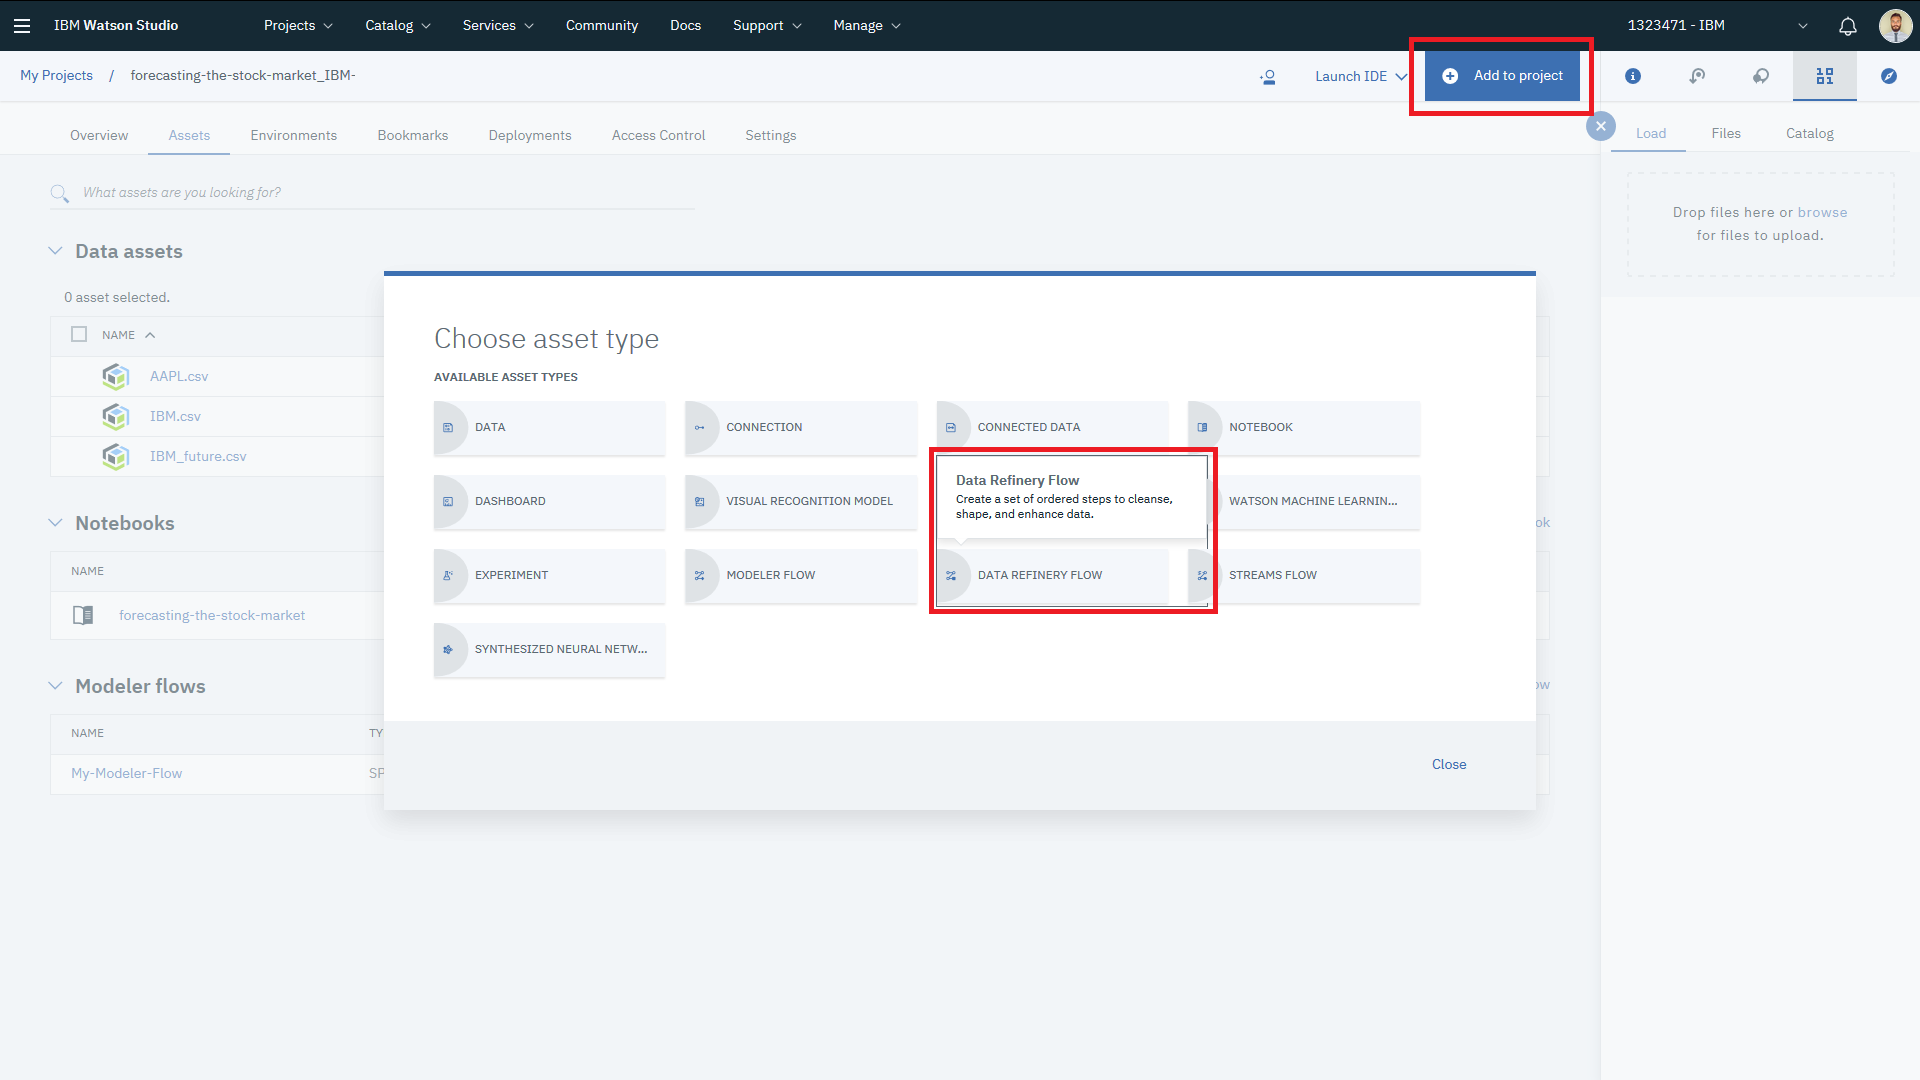 IBM Watson Studio
Projects
Catalog
Services
Community
Docs
Support
Manage
1323471 - IBM
My Projects / forecasting-the-stock-market_IBM-
Launch IDE
Add to project
Overview
Assets
Environments
Bookmarks
Deployments
Access Control
Settings
Load
Files
Catalog
What assets are you looking for?
Drop files here or browse
for files to upload.
Data assets
0 asset selected.
NAME
AAPL.csv
IBM.csv
IBM_future.csv
Notebooks
NAME
forecasting-the-stock-market
Modeler flows
NAME
TY
My-Modeler-Flow
SP
Choose asset type
AVAILABLE ASSET TYPES
DATA
CONNECTION
CONNECTED DATA
NOTEBOOK
DASHBOARD
VISUAL RECOGNITION MODEL
Data Refinery Flow
Create a set of ordered steps to cleanse,
shape, and enhance data.
WATSON MACHINE LEARNIN...
EXPERIMENT
MODELER FLOW
DATA REFINERY FLOW
STREAMS FLOW
SYNTHESIZED NEURAL NETW...
Close
ok
ow